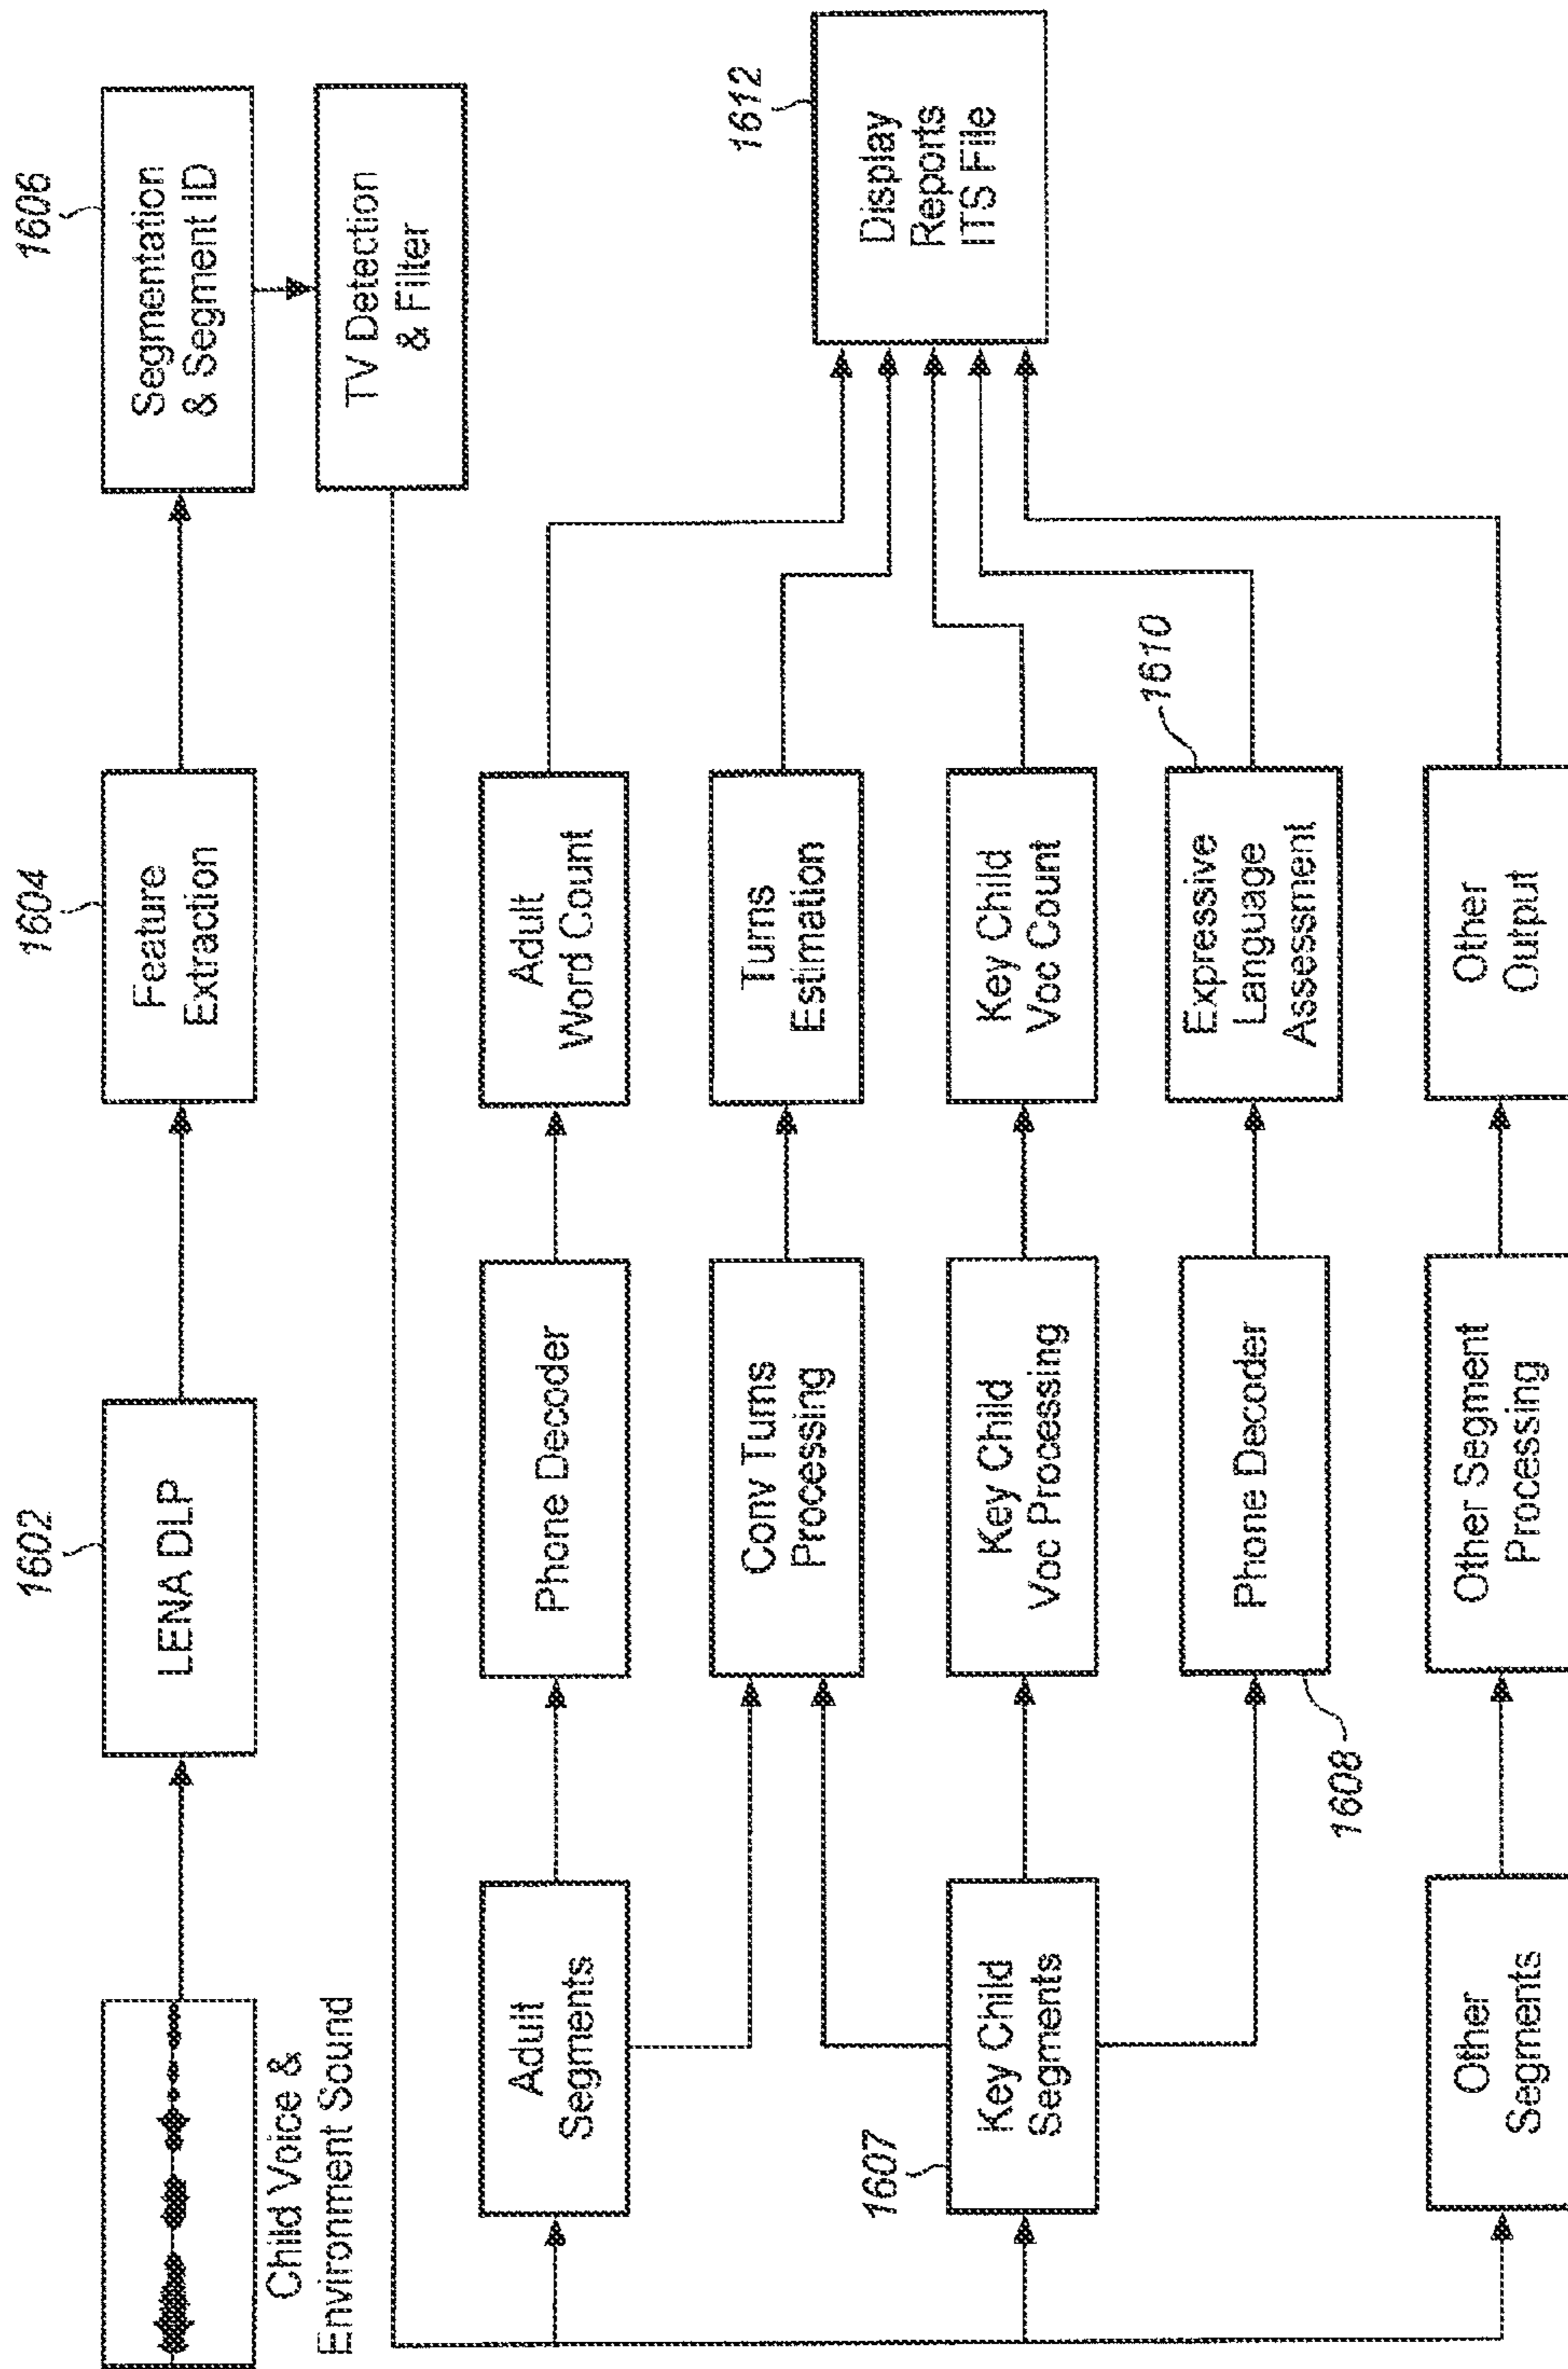 1602
1604
1606
LENA DLP
Feature
Extraction
Segmentation
& Segment ID
Child Voice &
Environment Sound
TV Detection
& Filter
Adult
Segments
Phone Decoder
Adult
Word Count
Conv Turns
Processing
Turns
Estimation
1612
Display
Reports
ITS File
1607
Key Child
Segments
Key Child
Voc Processing
Key Child
Voc Count
1610
Phone Decoder
Expressive
Language
Assessment
1608
Other
Segments
Other Segment
Processing
Other
Output